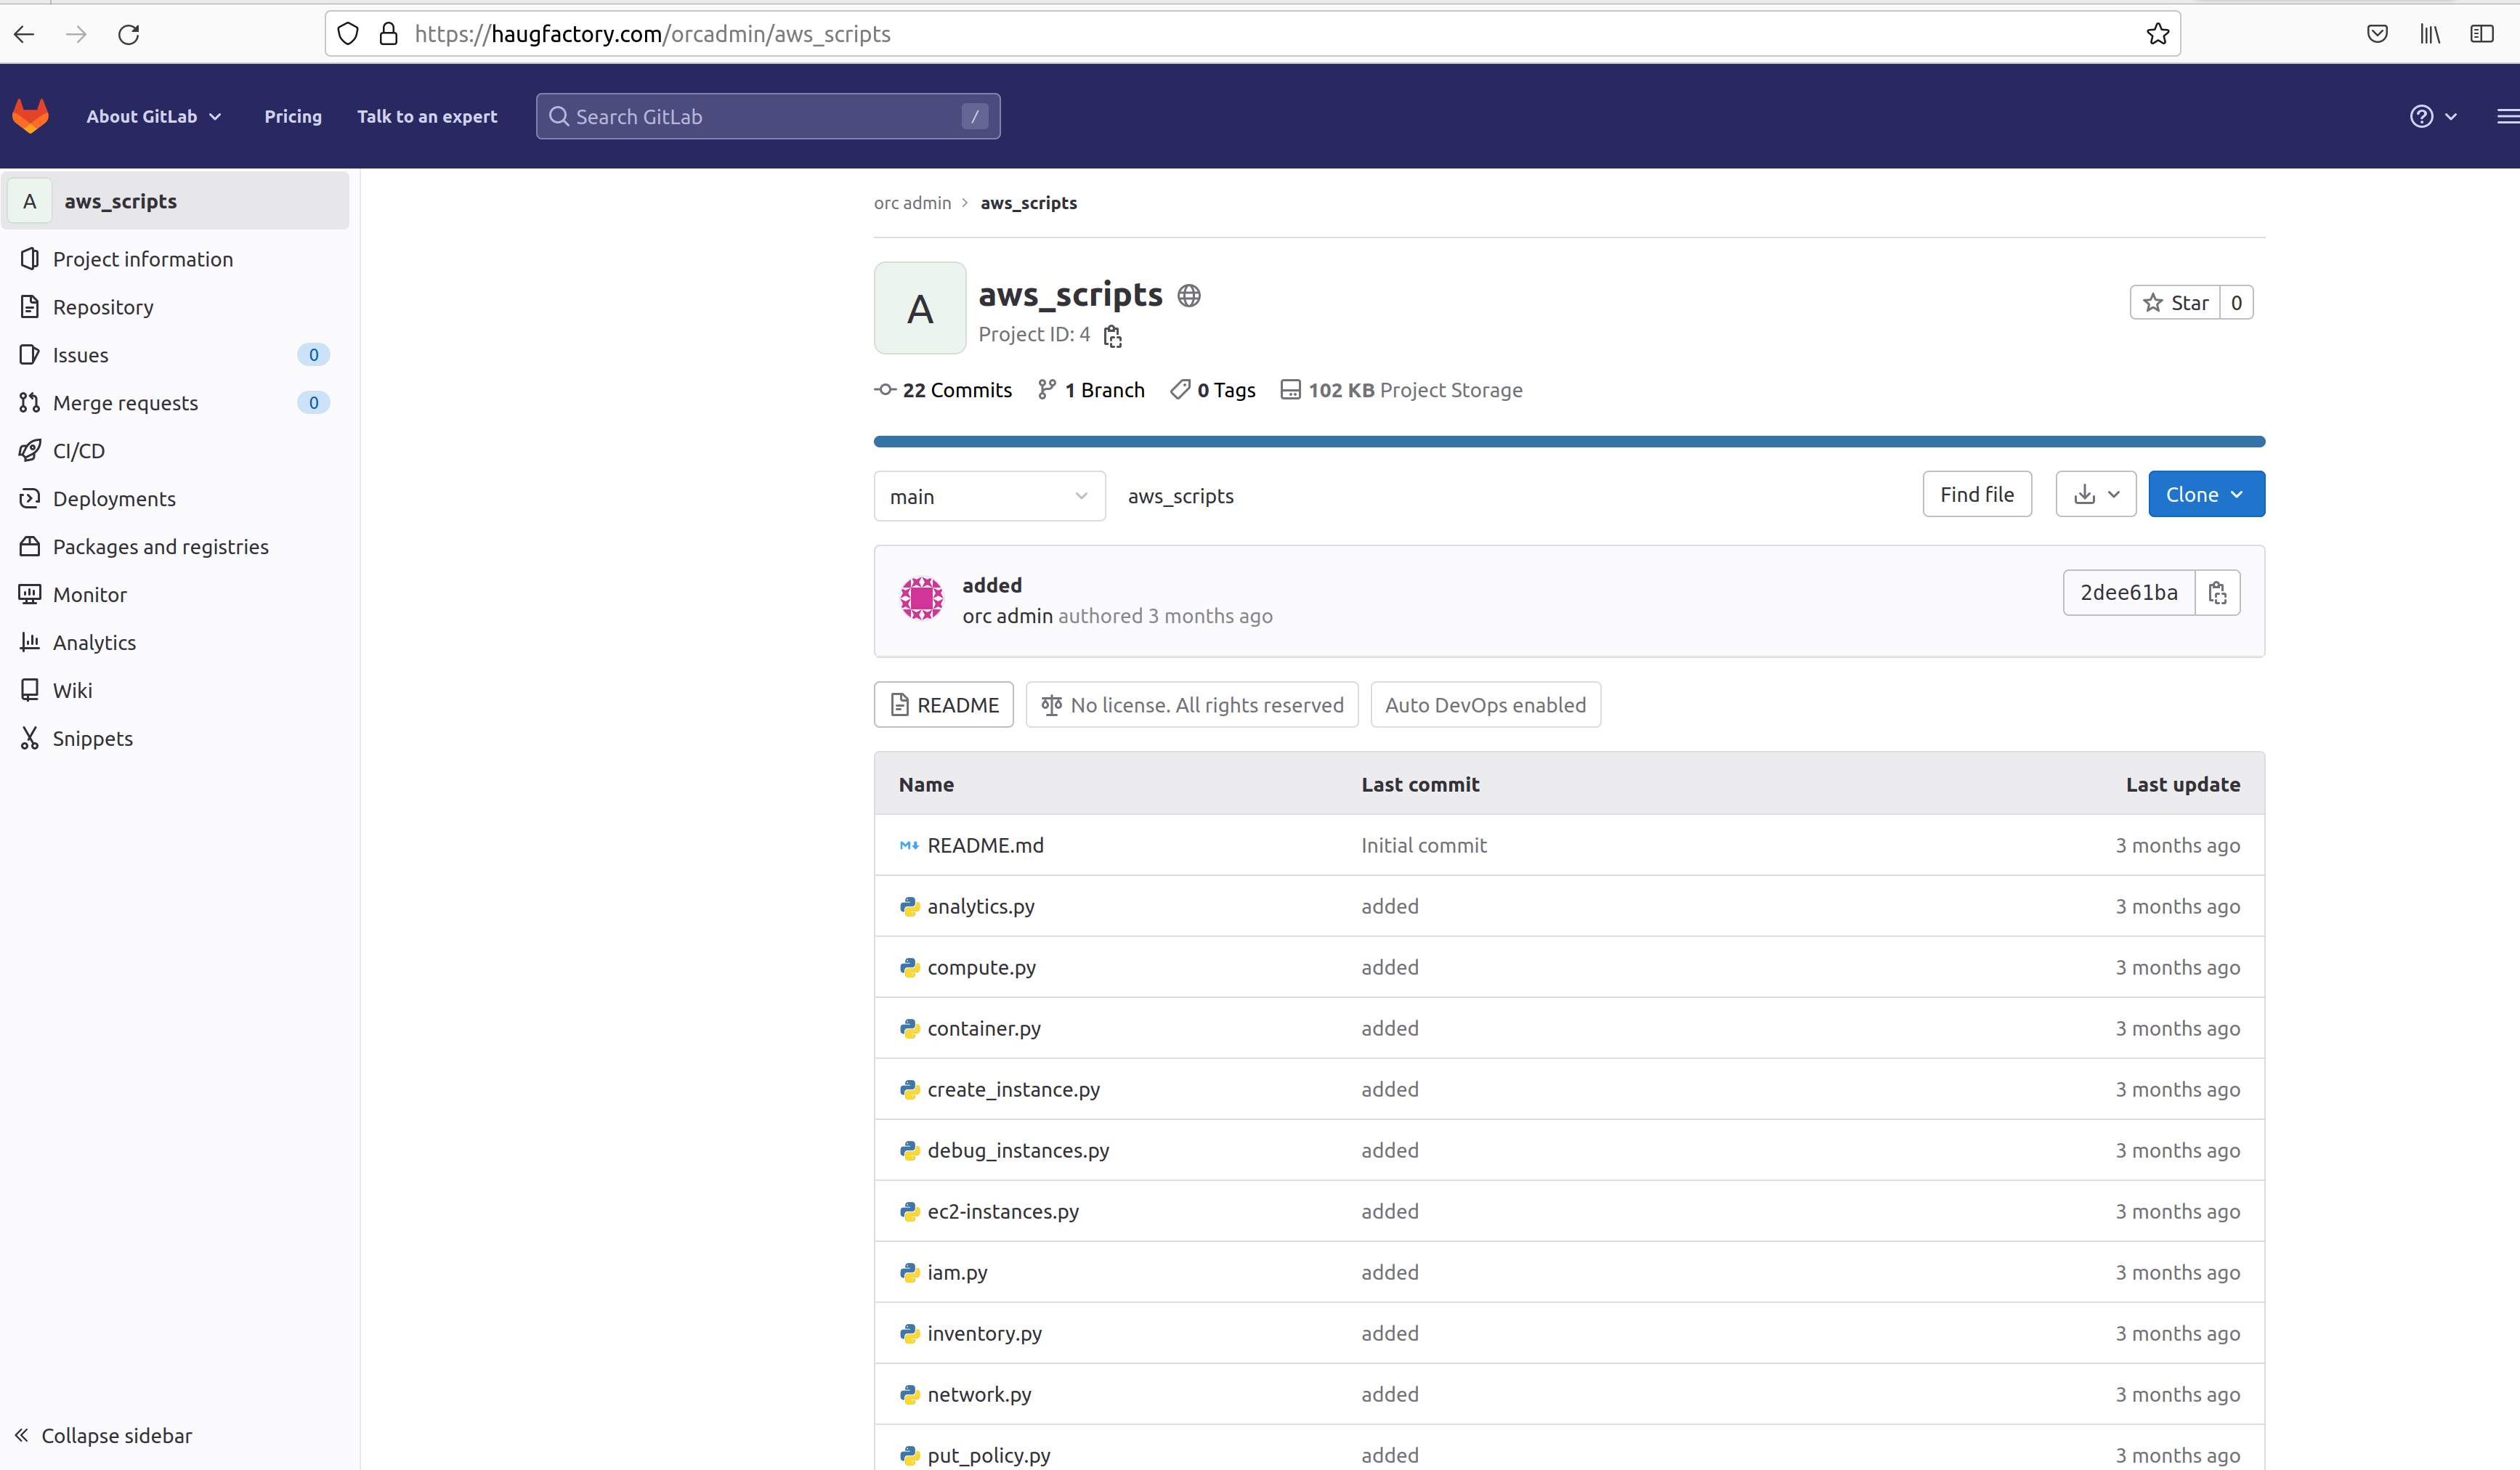 https://haugfactory.com/orcadmin/aws_scripts
About GitLab Pricing Talk to an expert Search GitLab /
A aws_scripts
Project information
Repository
Issues 0
Merge requests 0
CI/CD
Deployments
Packages and registries
Monitor
Analytics
Wiki
Snippets
Collapse sidebar
orc admin > aws_scripts
A
aws_scripts
Project ID: 4
Star 0
22 Commits 1 Branch 0 Tags 102 KB Project Storage
main aws_scripts Find file Clone
added
orc admin authored 3 months ago
2dee61ba
README No license. All rights reserved Auto DevOps enabled
Name Last commit Last update
README.md Initial commit 3 months ago
analytics.py added 3 months ago
compute.py added 3 months ago
container.py added 3 months ago
create_instance.py added 3 months ago
debug_instances.py added 3 months ago
ec2-instances.py added 3 months ago
iam.py added 3 months ago
inventory.py added 3 months ago
network.py added 3 months ago
put_policy.py added 3 months ago